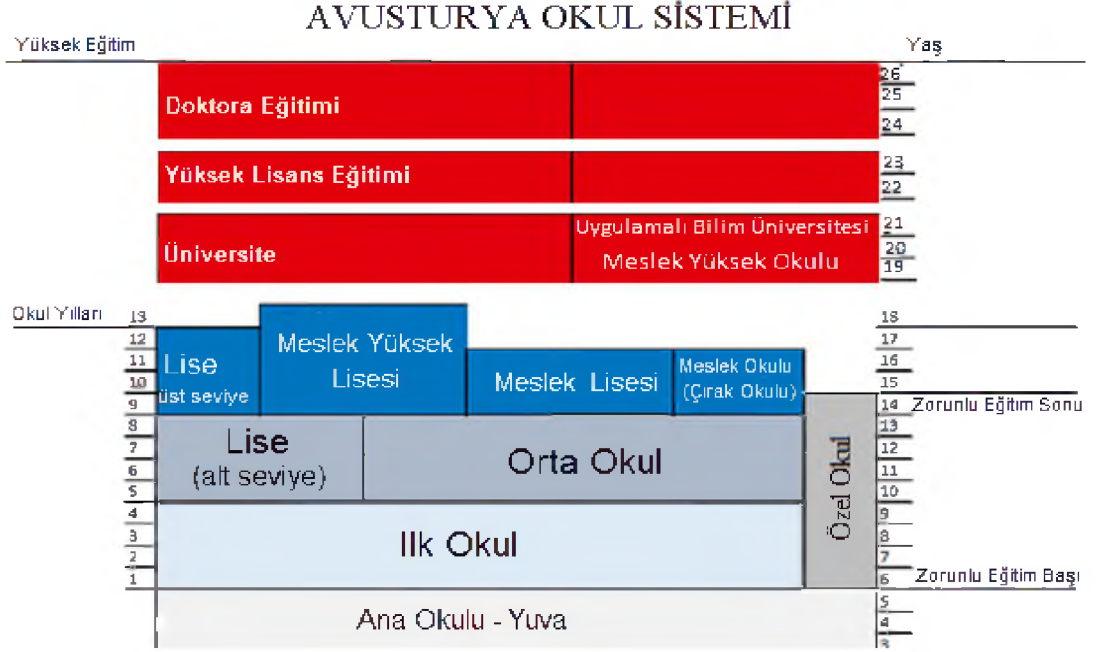 AVUSTURYA OKUL SİSTEMİ
Yüksek Eğitim
Yaş
26
25
24
Doktora Eğitimi
23
22
Yüksek Lisans Eğitimi
21
20
19
Üniversite
Uygulamalı Bilim Üniversitesi
Meslek Yüksek Okulu
Okul Yılları
13
12
11
10
9
8
7
6
5
4
3
2
1
Lise
üst seviye
Meslek Yüksek
Lisesi
Meslek Lisesi
Meslek Okulu
(Çırak Okulu)
18
17
16
15
14 Zorunlu Eğitim Sonu
13
12
11
10
9
8
7
6 Zorunlu Eğitim Başı
5
4
3
Lise
(alt seviye)
Orta Okul
Özel Okul
Ilk Okul
Ana Okulu - Yuva